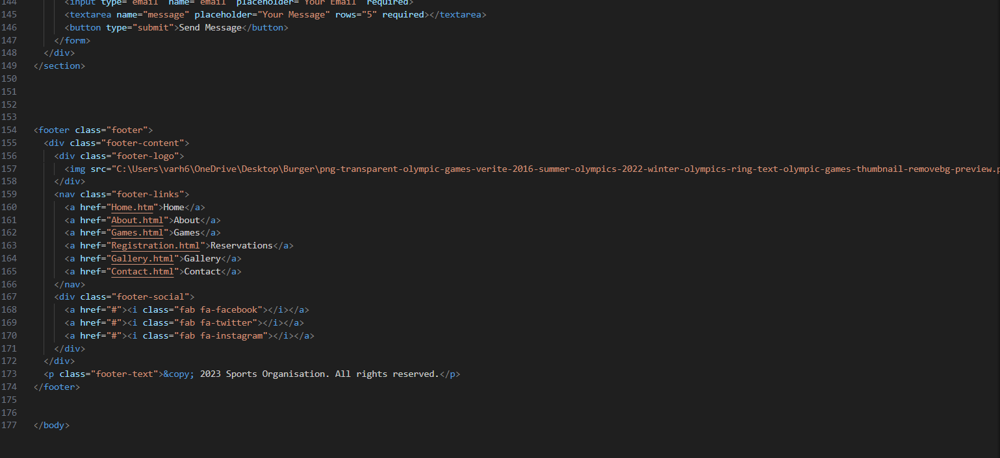 144 <input type="email" name="email" placeholder="Your Email" required>
145 <textarea name="message" placeholder="Your Message" rows="5" required></textarea>
146 <button type="submit">Send Message</button>
147 </form>
148 </div>
149 </section>
150
151
152
153
154 <footer class="footer">
155 <div class="footer-content">
156 <div class="footer-logo">
157 <img src="C:\Users\varh6\OneDrive\Desktop\Burger\png-transparent-olympic-games-verite-2016-summer-olympics-2022-winter-olympics-ring-text-olympic-games-thumbnail-removebg-preview.p
158 </div>
159 <nav class="footer-links">
160 <a href="Home.htm">Home</a>
161 <a href="About.html">About</a>
162 <a href="Games.html">Games</a>
163 <a href="Registration.html">Reservations</a>
164 <a href="Gallery.html">Gallery</a>
165 <a href="Contact.html">Contact</a>
166 </nav>
167 <div class="footer-social">
168 <a href="#"><i class="fab fa-facebook"></i></a>
169 <a href="#"><i class="fab fa-twitter"></i></a>
170 <a href="#"><i class="fab fa-instagram"></i></a>
171 </div>
172 </div>
173 <p class="footer-text">&copy; 2023 Sports Organisation. All rights reserved.</p>
174 </footer>
175
176
177 </body>